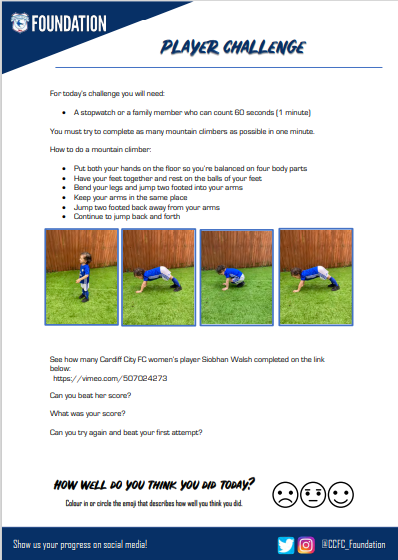 FOUNDATION
PLAYER CHALLENGE
For today's challenge you will need:
• A stopwatch or a family member who can count 60 seconds (1 minute)
You must try to complete as many mountain climbers as possible in one minute.
How to do a mountain climber:
• Put both your hands on the floor so you're balanced on four body parts
• Have your feet together and rest on the balls of your feet
• Bend your legs and jump two footed into your arms
• Keep your arms in the same place
• Jump two footed back away from your arms
• Continue to jump back and forth
See how many Cardiff City FC women's player Siobhan Walsh completed on the link
below:
https://vimeo.com/507024273
Can you beat her score?
What was your score?
Can you try again and beat your first attempt?
HOW WELL DO YOU THINK YOU DID TODAY?
Colour in or circle the emoji that describes how well you think you did.
Show us your progress on social media!
@CCFC_Foundation